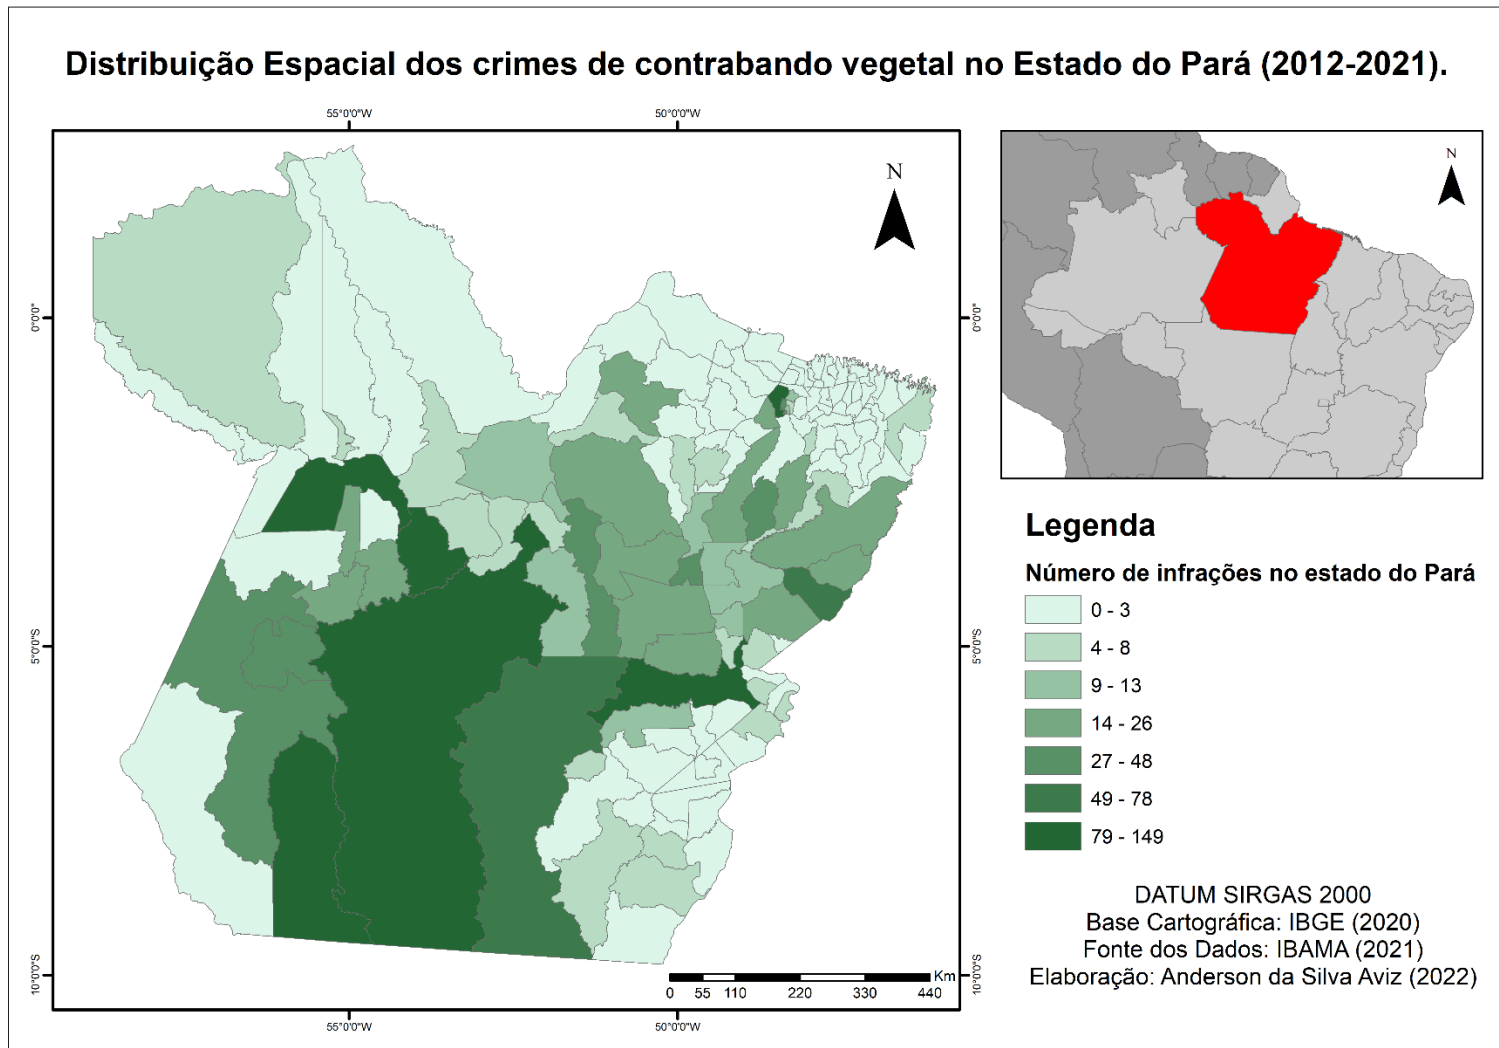 Distribuição Espacial dos crimes de contrabando vegetal no Estado do Pará (2012-2021).
55°0'0"W
50°0'0"W
N
N
0°0'0"
0°0'0"
5°0'0"S
5°0'0"S
10°0'0"S
10°0'0"S
Km
0 55 110 220 330 440
55°0'0"W
50°0'0"W
Legenda
Número de infrações no estado do Pará
0 - 3
4 - 8
9 - 13
14 - 26
27 - 48
49 - 78
79 - 149
DATUM SIRGAS 2000
Base Cartográfica: IBGE (2020)
Fonte dos Dados: IBAMA (2021)
Elaboração: Anderson da Silva Aviz (2022)